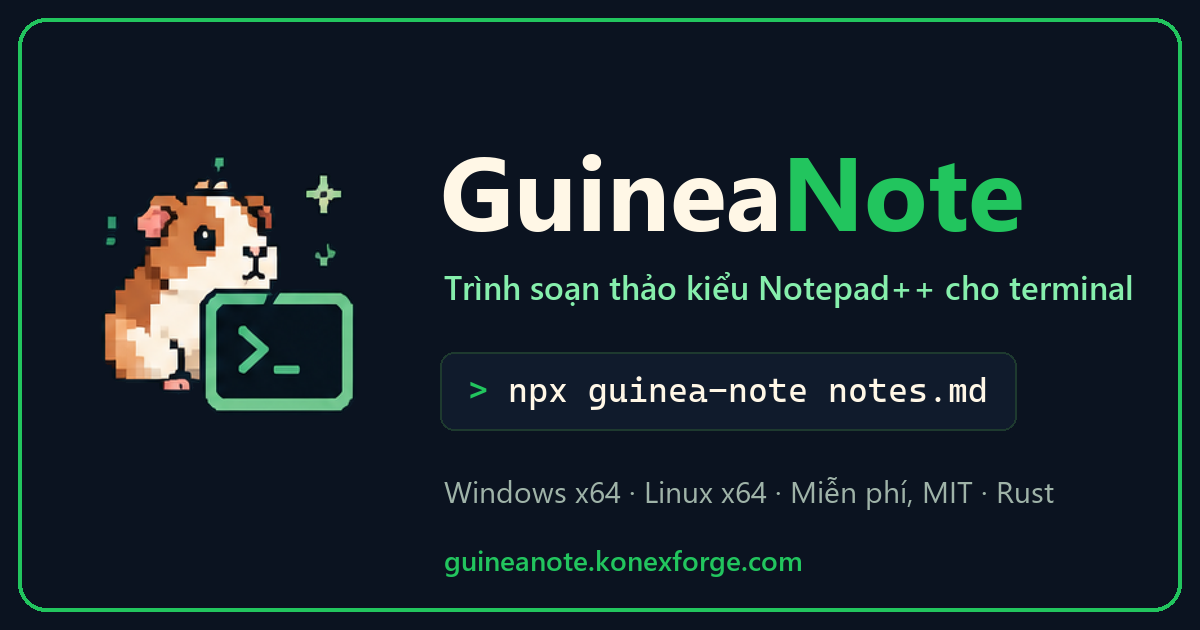 GuineaNote
Trình soạn thảo kiểu Notepad++ cho terminal
>_
> npx guinea-note notes.md
Windows x64 · Linux x64 · Miễn phí, MIT · Rust
guineanote.konexforge.com